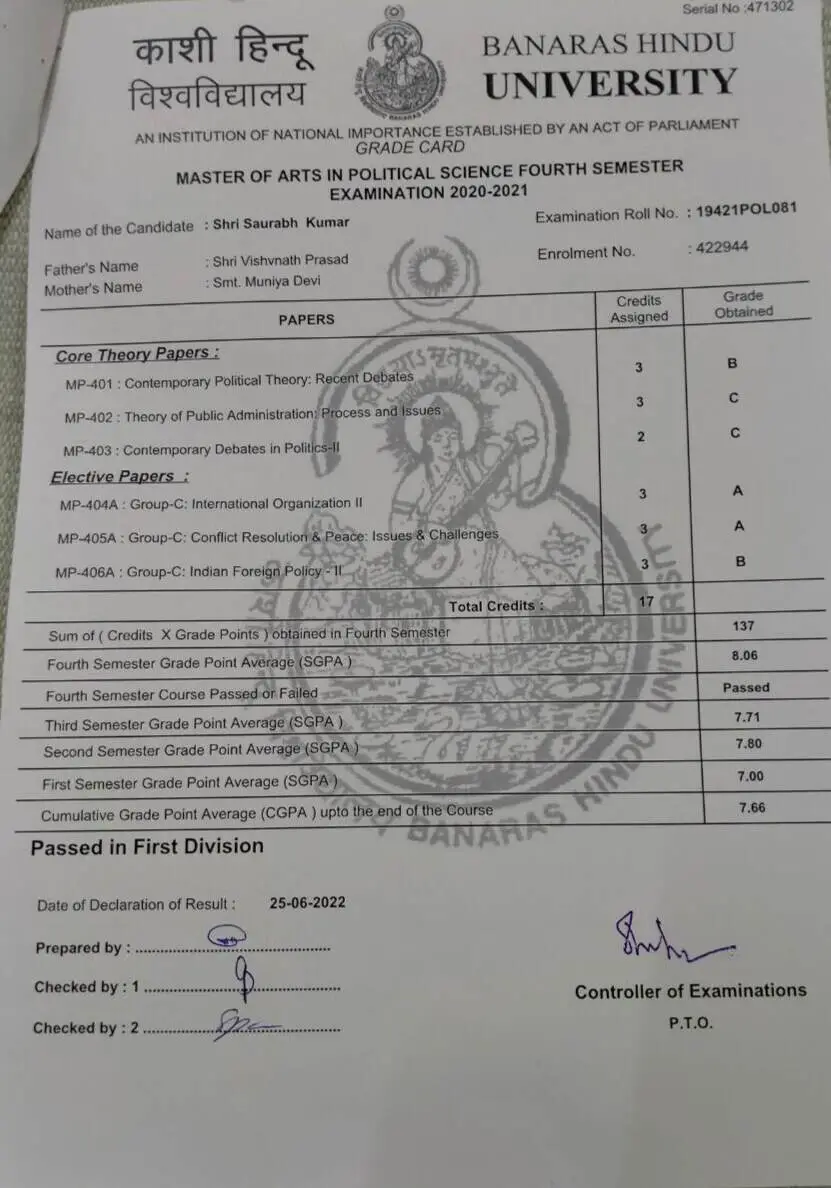 Serial No :471302
काशी हिन्दू
विश्वविद्यालय
BANARAS HINDU
UNIVERSITY
AN INSTITUTION OF NATIONAL IMPORTANCE ESTABLISHED BY AN ACT OF PARLIAMENT
GRADE CARD
MASTER OF ARTS IN POLITICAL SCIENCE FOURTH SEMESTER
EXAMINATION 2020-2021
Name of the Candidate : Shri Saurabh Kumar Examination Roll No. : 19421POL081
Father's Name : Shri Vishvnath Prasad Enrolment No. : 422944
Mother's Name : Smt. Muniya Devi
PAPERS Credits Assigned Grade Obtained
Core Theory Papers :
MP-401 : Contemporary Political Theory: Recent Debates 3 B
MP-402 : Theory of Public Administration: Process and Issues 3 C
MP-403 : Contemporary Debates in Politics-II 2 C
Elective Papers :
MP-404A : Group-C: International Organization II 3 A
MP-405A : Group-C: Conflict Resolution & Peace: Issues & Challenges 3 A
MP-406A : Group-C: Indian Foreign Policy - II 3 B
Total Credits : 17
Sum of ( Credits X Grade Points ) obtained in Fourth Semester 137
Fourth Semester Grade Point Average (SGPA ) 8.06
Fourth Semester Course Passed or Failed Passed
Third Semester Grade Point Average (SGPA ) 7.71
Second Semester Grade Point Average (SGPA ) 7.80
First Semester Grade Point Average (SGPA ) 7.00
Cumulative Grade Point Average (CGPA ) upto the end of the Course 7.66
BANARAS HINDU UNIVERSITY
Passed in First Division
Date of Declaration of Result : 25-06-2022
Prepared by :
Checked by : 1
Checked by : 2
Controller of Examinations
P.T.O.